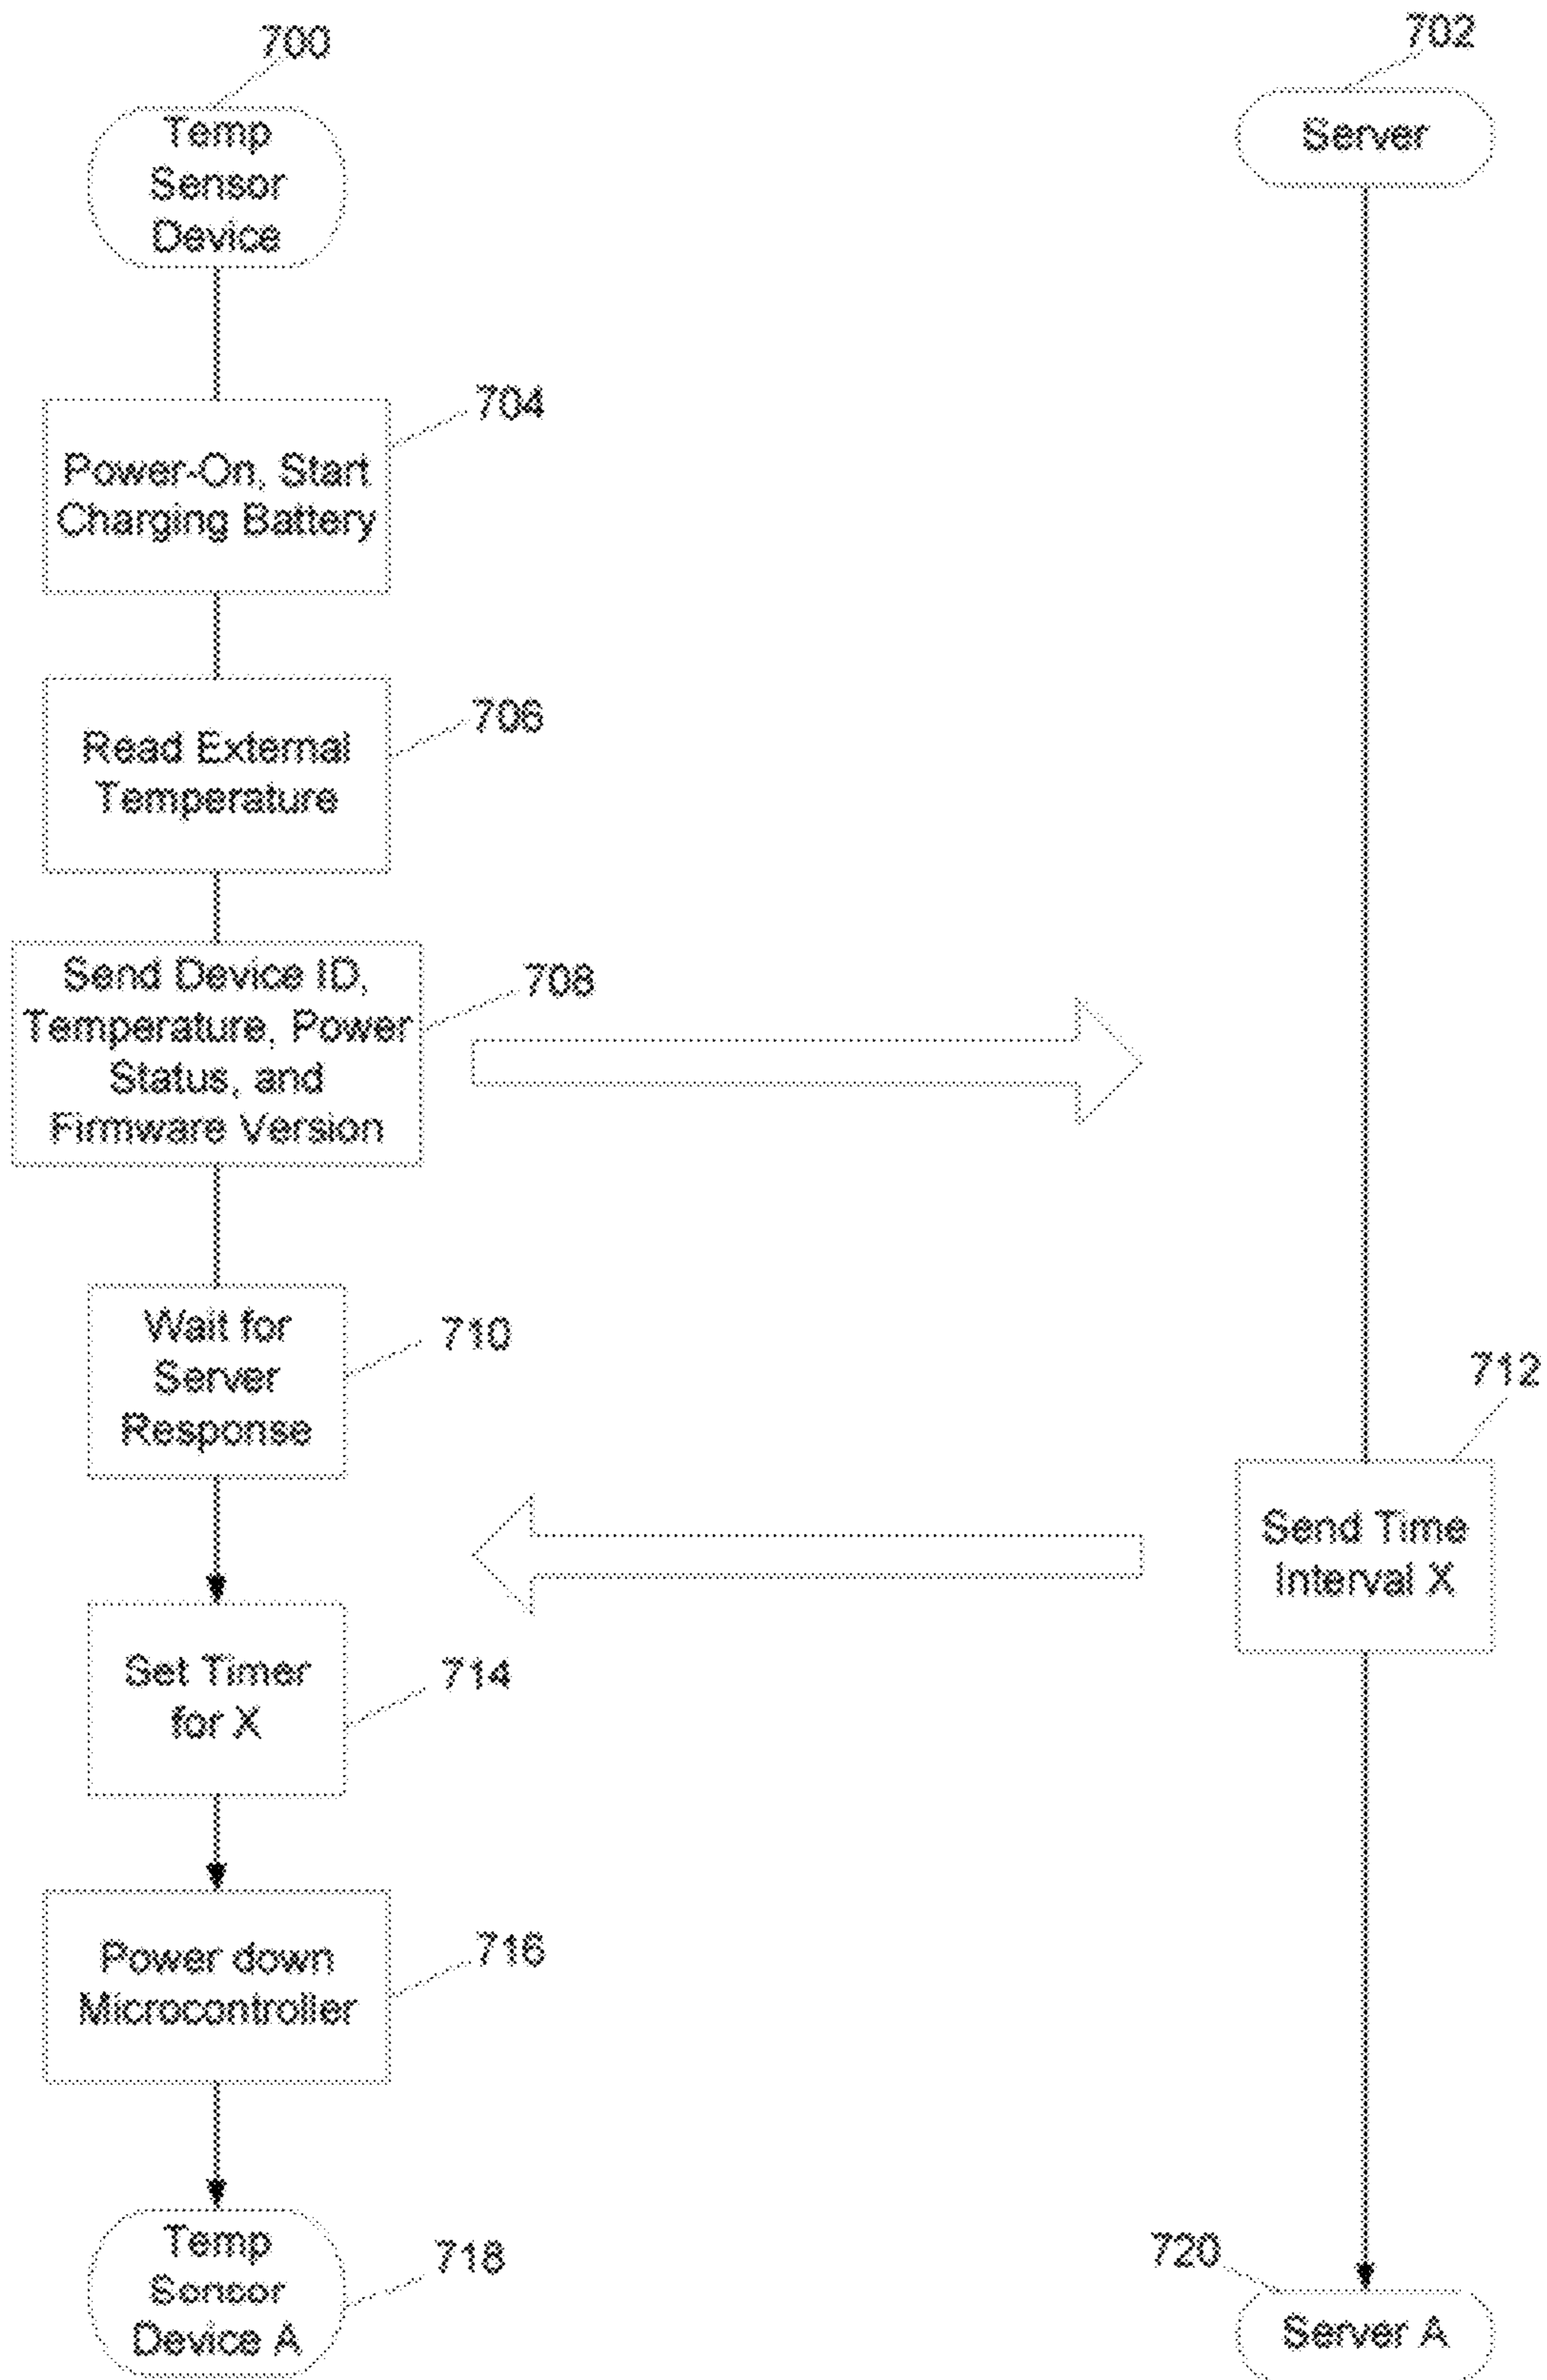 700
Temp
Sensor
Device
702
Server
704
Power-On, Start
Charging Battery
706
Read External
Temperature
708
Send Device ID,
Temperature, Power
Status, and
Firmware Version
710
Wait for
Server
Response
712
Send Time
Interval X
714
Set Timer
for X
716
Power down
Microcontroller
718
Temp
Sensor
Device A
720
Server A